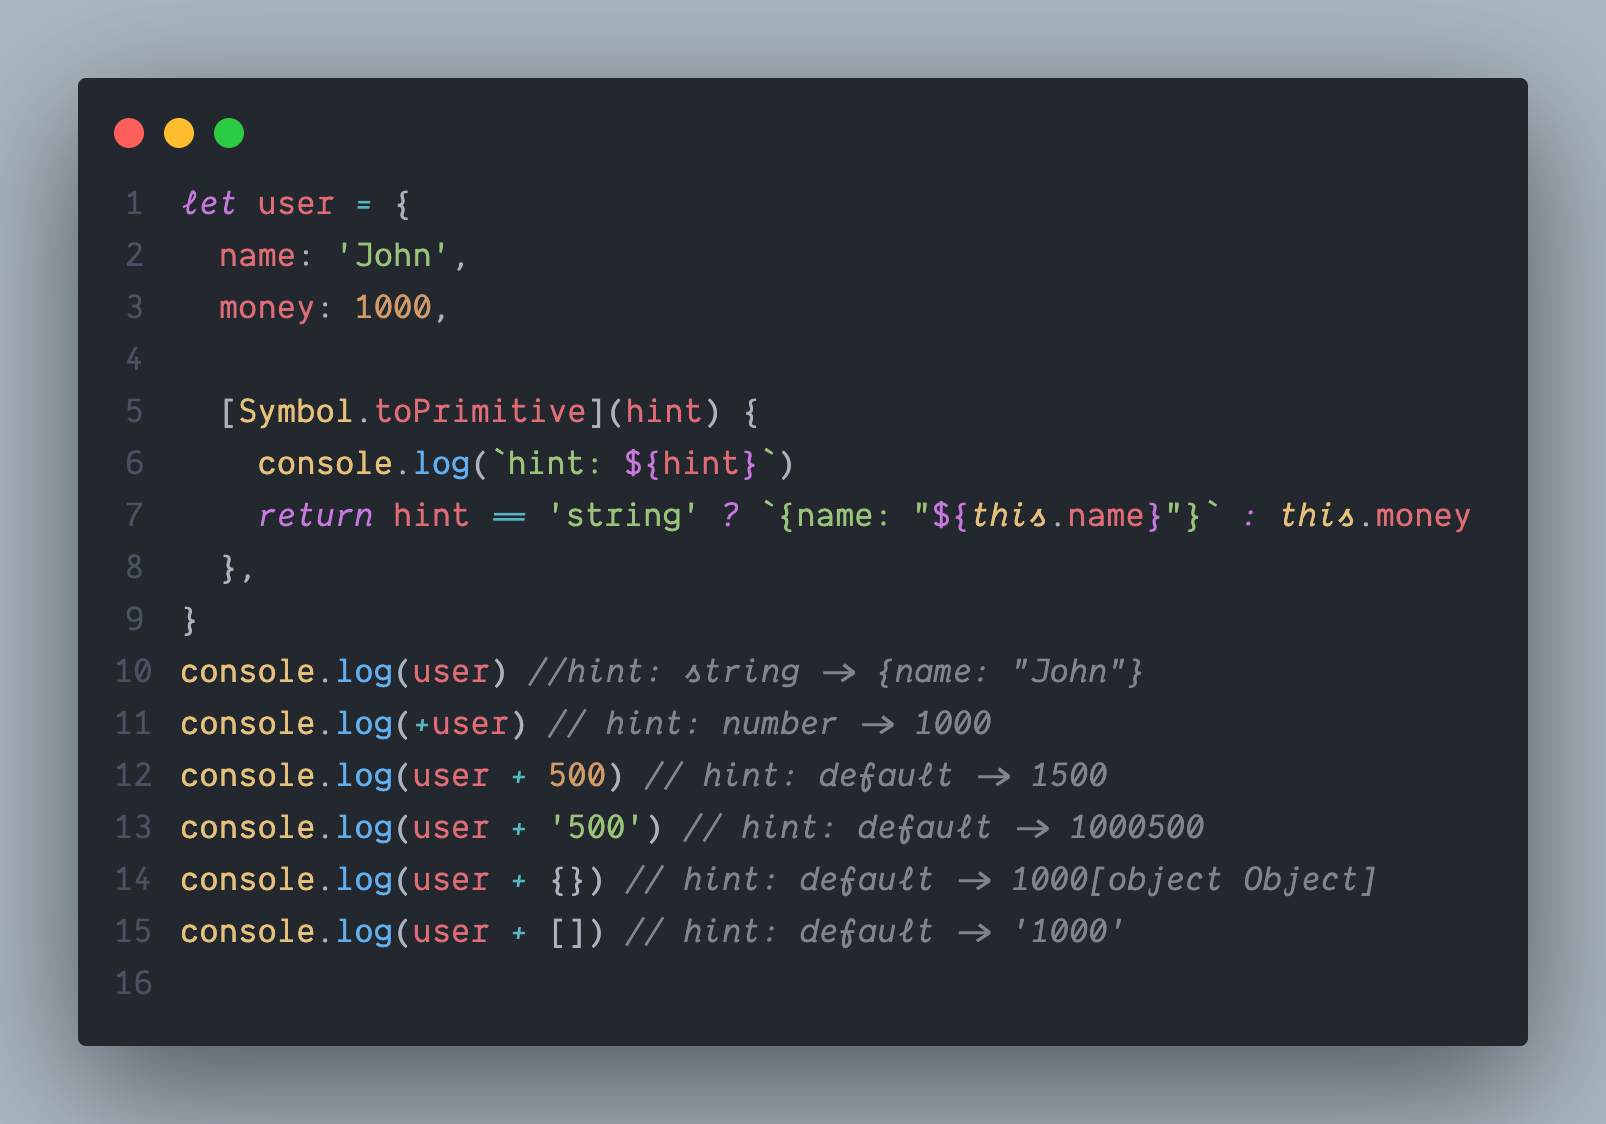 1 let user = {
2 name: 'John',
3 money: 1000,
4
5 [Symbol.toPrimitive](hint) {
6 console.log(`hint: ${hint}`)
7 return hint == 'string' ? `{name: "${this.name}"}` : this.money
8 },
9 }
10 console.log(user) //hint: string -> {name: "John"}
11 console.log(+user) // hint: number -> 1000
12 console.log(user + 500) // hint: default -> 1500
13 console.log(user + '500') // hint: default -> 1000500
14 console.log(user + {}) // hint: default -> 1000[object Object]
15 console.log(user + []) // hint: default -> '1000'
16